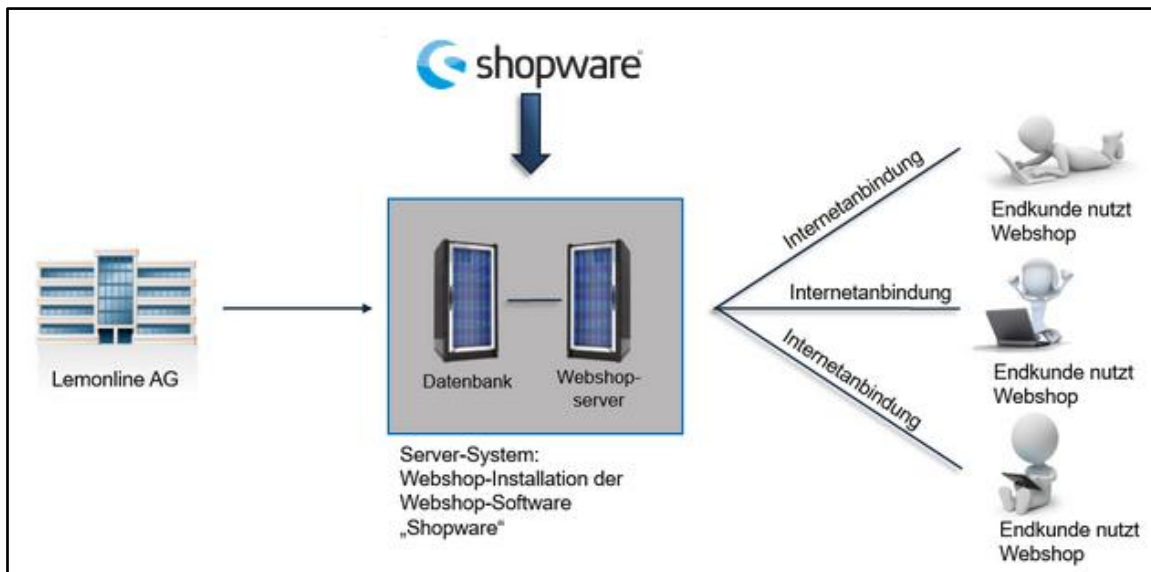 shopware
Internetanbindung
Endkunde nutzt
Webshop
Lemonline AG
Datenbank
Webshop-
server
Internetanbindung
Endkunde nutzt
Webshop
Server-System:
Webshop-Installation der
Webshop-Software
„Shopware“
Internetanbindung
Endkunde nutzt
Webshop